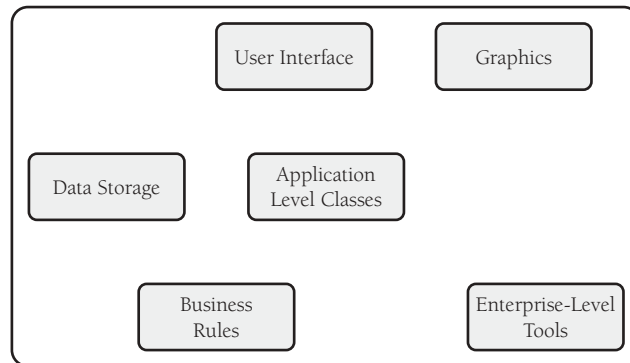 User Interface
Graphics
Data Storage
Application
Level Classes
Business
Rules
Enterprise-Level
Tools